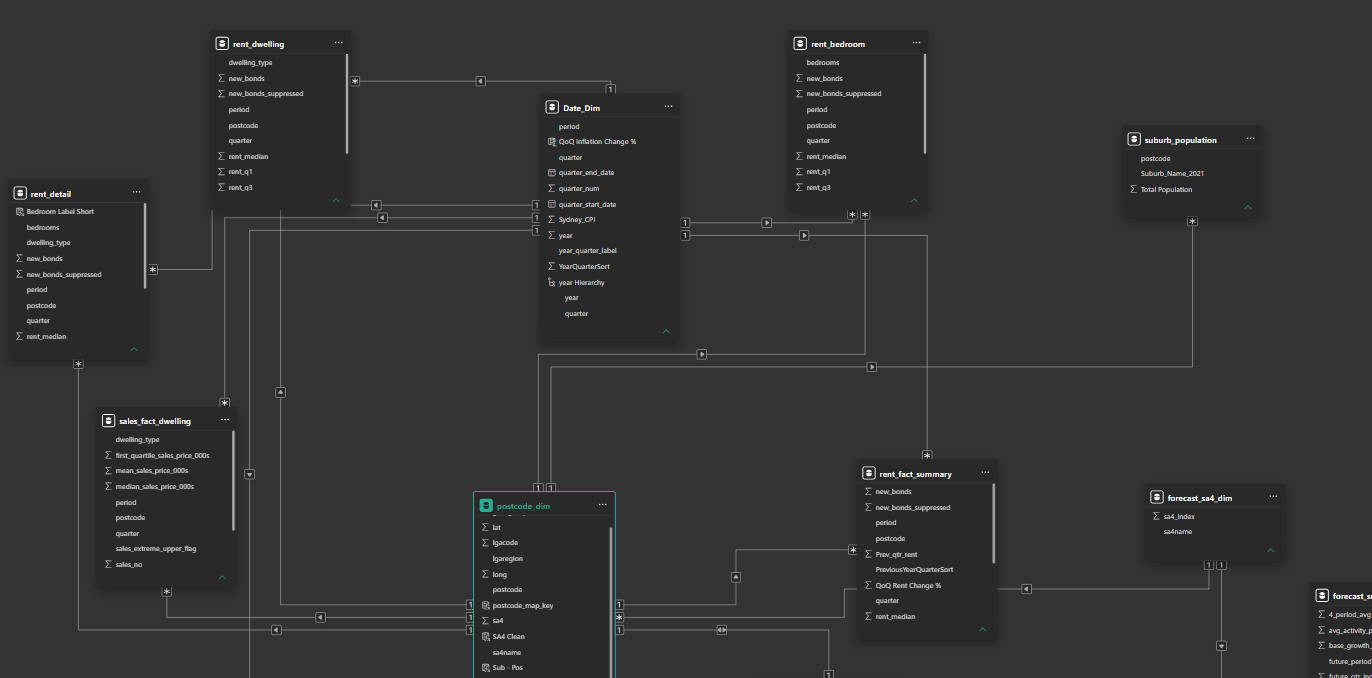 rent_dwelling
dwelling_type
new_bonds
new_bonds_suppressed
period
postcode
quarter
rent_median
rent_q1
rent_q3
rent_bedroom
bedrooms
new_bonds
new_bonds_suppressed
period
postcode
quarter
rent_median
rent_q1
rent_q3
Date_Dim
period
QoQ Inflation Change %
quarter
quarter_end_date
quarter_num
quarter_start_date
Sydney_CPI
year
year_quarter_label
YearQuarterSort
year Hierarchy
year
quarter
suburb_population
postcode
Suburb_Name_2021
Total Population
rent_detail
Bedroom Label Short
bedrooms
dwelling_type
new_bonds
new_bonds_suppressed
period
postcode
quarter
rent_median
sales_fact_dwelling
dwelling_type
first_quartile_sales_price_000s
mean_sales_price_000s
median_sales_price_000s
period
postcode
quarter
sales_extreme_upper_flag
sales_no
postcode_dim
lat
lgacode
lgaregion
long
postcode
postcode_map_key
sa4
SA4 Clean
sa4name
Sub - Pos
rent_fact_summary
new_bonds
new_bonds_suppressed
period
postcode
Prev_qtr_rent
PreviousYearQuarterSort
QoQ Rent Change %
quarter
rent_median
forecast_sa4_dim
sa4_index
sa4name
4_period_avg
base_growth_
future_period